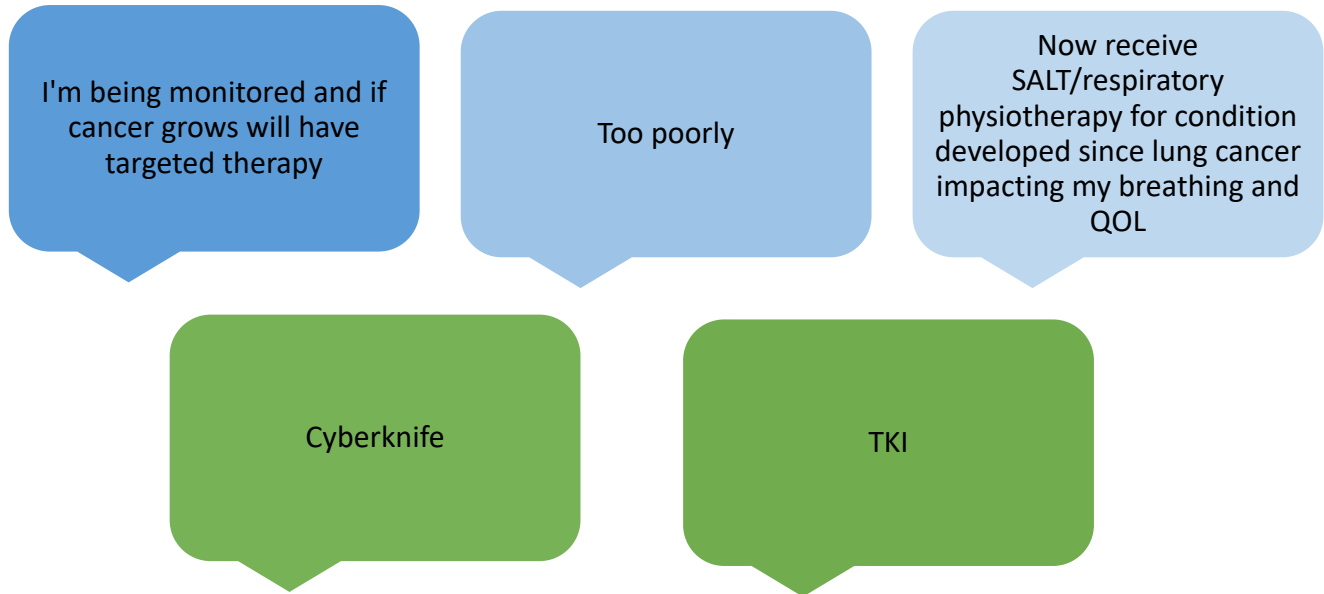 I'm being monitored and if
cancer grows will have
targeted therapy
Too poorly
Now receive
SALT/respiratory
physiotherapy for condition
developed since lung cancer
impacting my breathing and
QOL
Cyberknife
TKI